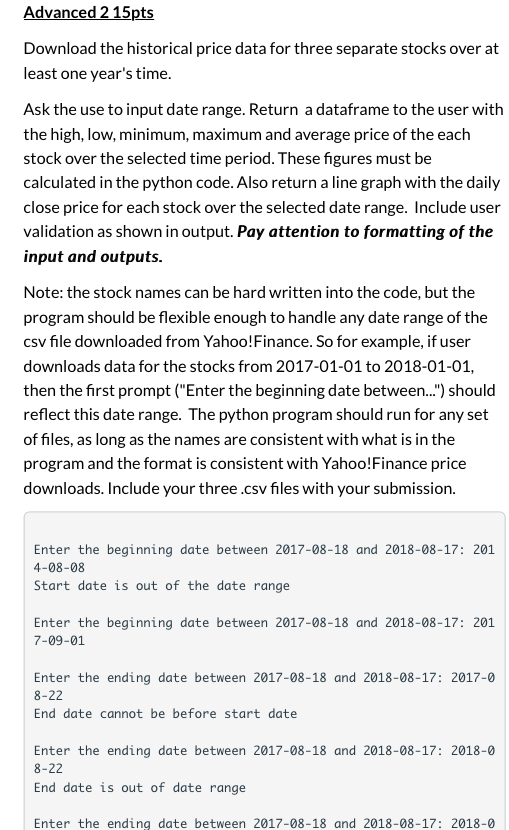 Advanced 2 15pts
Download the historical price data for three separate stocks over at
least one year's time.
Ask the use to input date range. Return  a dataframe to the user with
the high, low, minimum, maximum and average price of the each
stock over the selected time period. These figures must be
calculated in the python code. Also return a line graph with the daily
close price for each stock over the selected date range.  Include user
validation as shown in output. Pay attention to formatting of the
input and outputs.
Note: the stock names can be hard written into the code, but the
program should be flexible enough to handle any date range of the
csv file downloaded from Yahoo!Finance. So for example, if user
downloads data for the stocks from 2017-01-01 to 2018-01-01,
then the first prompt ("Enter the beginning date between...") should
reflect this date range.  The python program should run for any set
of files, as long as the names are consistent with what is in the
program and the format is consistent with Yahoo!Finance price
downloads. Include your three .csv files with your submission.
Enter the beginning date between 2017-08-18 and 2018-08-17: 201
4-08-08
Start date is out of the date range
Enter the beginning date between 2017-08-18 and 2018-08-17: 201
7-09-01
Enter the ending date between 2017-08-18 and 2018-08-17: 2017-0
8-22
End date cannot be before start date
Enter the ending date between 2017-08-18 and 2018-08-17: 2018-0
8-22
End date is out of date range
Enter the ending date between 2017-08-18 and 2018-08-17: 2018-0